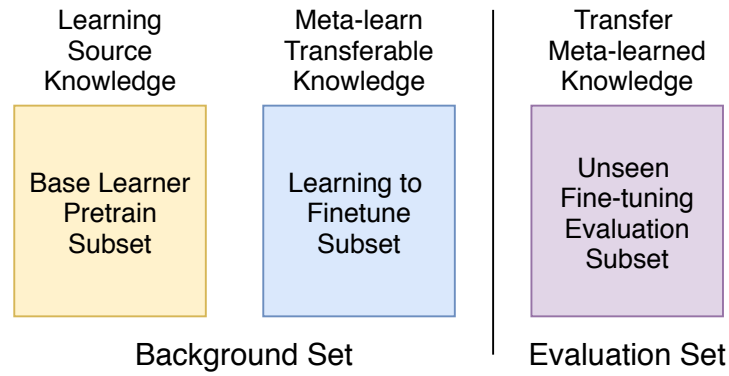 Learning
Source
Knowledge
Meta-learn
Transferable
Knowledge
Transfer
Meta-learned
Knowledge
Base Learner
Pretrain
Subset
Learning to
Finetune
Subset
Unseen
Fine-tuning
Evaluation
Subset
Background Set
Evaluation Set